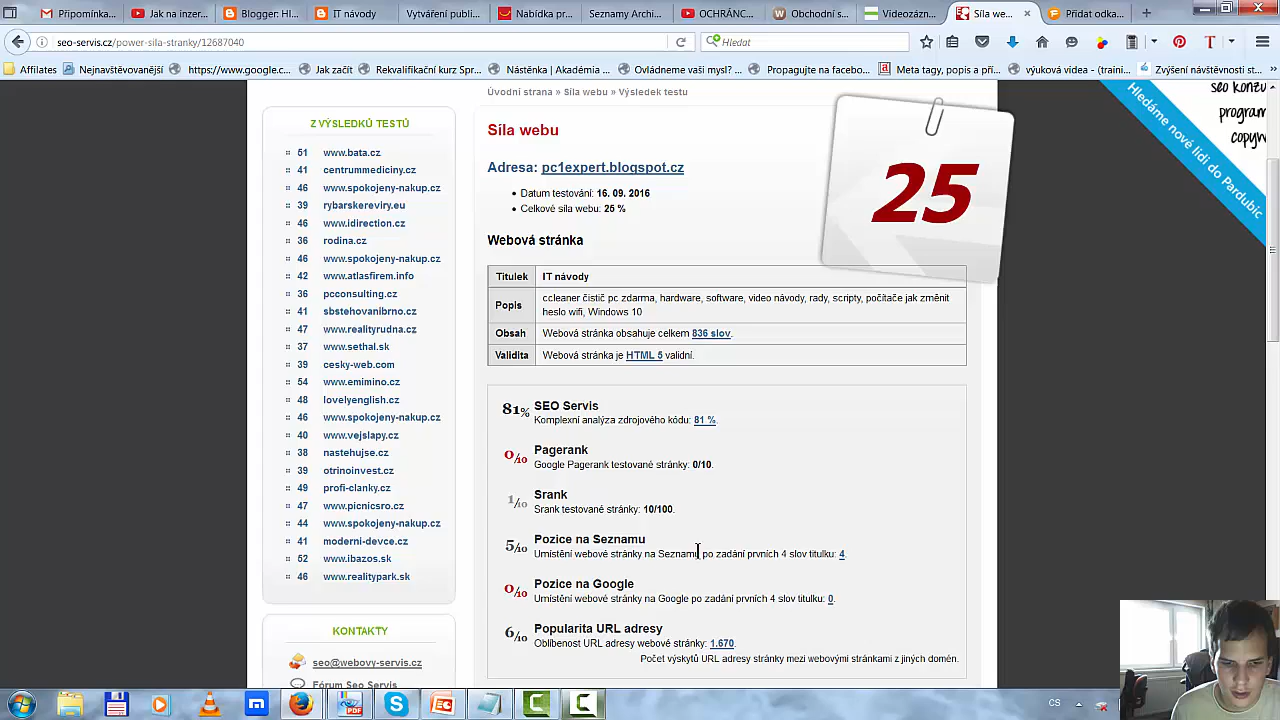 Připomínka...
Jak na inzer...
Blogger: Hl...
IT návody
Vytváření publi...
Nabídk...
Seznamy Archi...
OCHRÁNC...
Obchodní s...
Videozázn...
Síla we...
Přidat odka...
seo-servis.cz/power-sila-stranky/12687040
Hledat
Affilates
Nejnavštěvovanější
https://www.google.c...
Jak začít
Rekvalifikační kurz Spr...
Nástěnka | Akadémia ...
Ovládneme vaši mysl? ...
Propagujte na facebo...
Meta tagy, popis a pří...
výuková videa - (traini...
Zvýšení návštěvnosti st...
Úvodní strana » Síla webu » Výsledek testu
seo konzu
program
copyw
Hledáme nové lidi do Pardubic
Z VÝSLEDKŮ TESTŮ
51 www.bata.cz
41 centrummediciny.cz
46 www.spokojeny-nakup.cz
39 rybarskereviry.eu
46 www.idirection.cz
36 rodina.cz
46 www.spokojeny-nakup.cz
42 www.atlasfirem.info
36 pcconsulting.cz
41 sbstehovanibrno.cz
47 www.realityrudna.cz
37 www.sethal.sk
39 cesky-web.com
54 www.emimino.cz
48 lovelyenglish.cz
46 www.spokojeny-nakup.cz
40 www.vejslapy.cz
38 nastehujse.cz
39 otrinoinvest.cz
49 profi-clanky.cz
47 www.picnicsro.cz
44 www.spokojeny-nakup.cz
41 moderni-devce.cz
52 www.ibazos.sk
46 www.realitypark.sk
KONTAKTY
seo@webovy-servis.cz
Fórum Seo Servis
Síla webu
25
Adresa: pc1expert.blogspot.cz
Datum testování: 16. 09. 2016
Celkové síla webu: 25 %
Webová stránka
Titulek IT návody
Popis ccleaner čistič pc zdarma, hardware, software, video návody, rady, scripty, počítače jak změnit
heslo wifi, Windows 10
Obsah Webová stránka obsahuje celkem 836 slov.
Validita Webová stránka je HTML 5 validní.
81% SEO Servis
Komplexní analýza zdrojového kódu: 81 %.
0/10 Pagerank
Google Pagerank testované stránky: 0/10.
1/10 Srank
Srank testované stránky: 10/100.
5/10 Pozice na Seznamu
Umístění webové stránky na Seznamu po zadání prvních 4 slov titulku: 4.
0/10 Pozice na Google
Umístění webové stránky na Google po zadání prvních 4 slov titulku: 0.
6/10 Popularita URL adresy
Oblíbenost URL adresy webové stránky: 1.670.
Počet výskytů URL adresy stránky mezi webovými stránkami z jiných domén.
CS